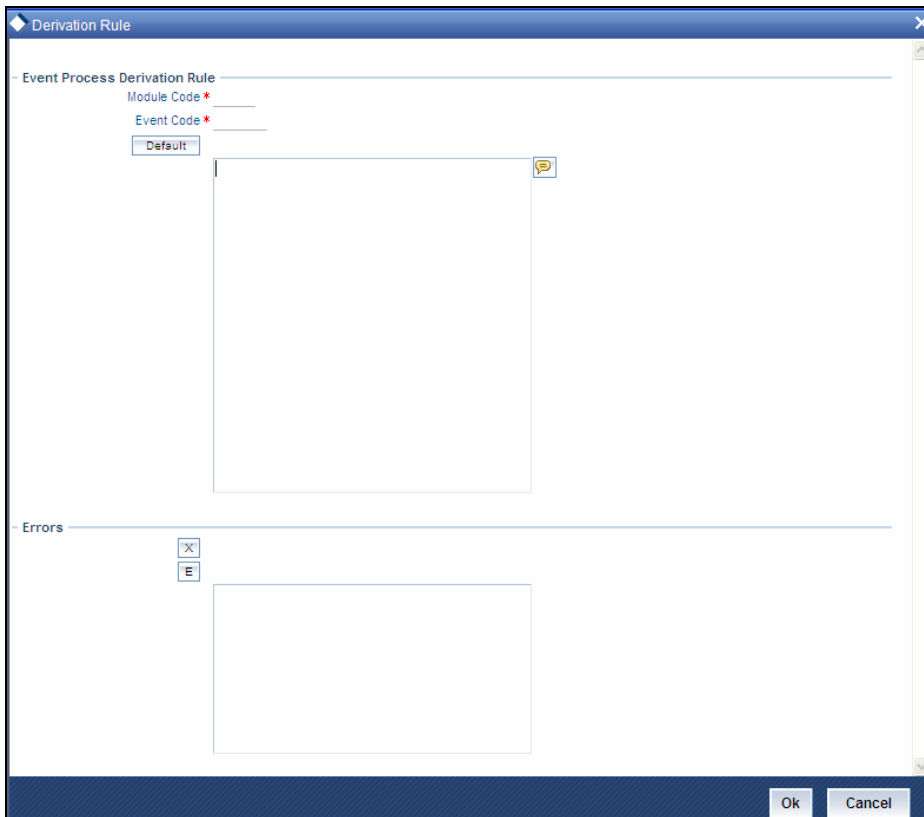 Derivation Rule
Event Process Derivation Rule
Module Code *
Event Code *
Default
Errors
X
E
Ok Cancel